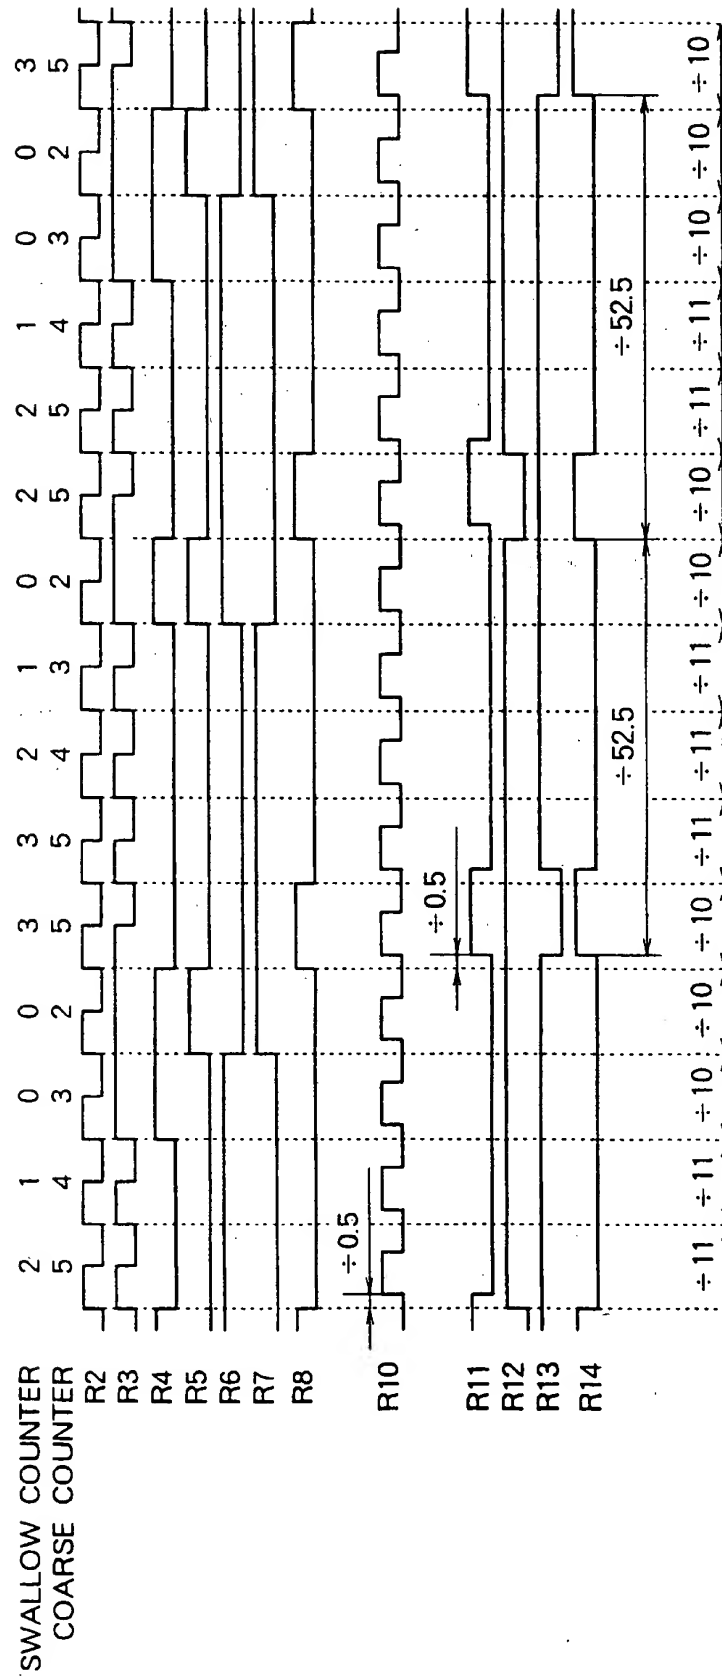 SWALLOW COUNTER 2 1 0 0 3 3 2 1 0 2 2 1 0 0 3
COARSE COUNTER 5 4 3 2 5 5 4 3 2 5 5 4 3 2 5
R2
R3
R4
R5
R6
R7
R8
÷0.5
R10
÷0.5
R11
R12
R13
R14
÷52.5 ÷52.5
÷11 ÷11 ÷10 ÷10 ÷10 ÷11 ÷11 ÷11 ÷10 ÷10 ÷11 ÷11 ÷10 ÷10 ÷10